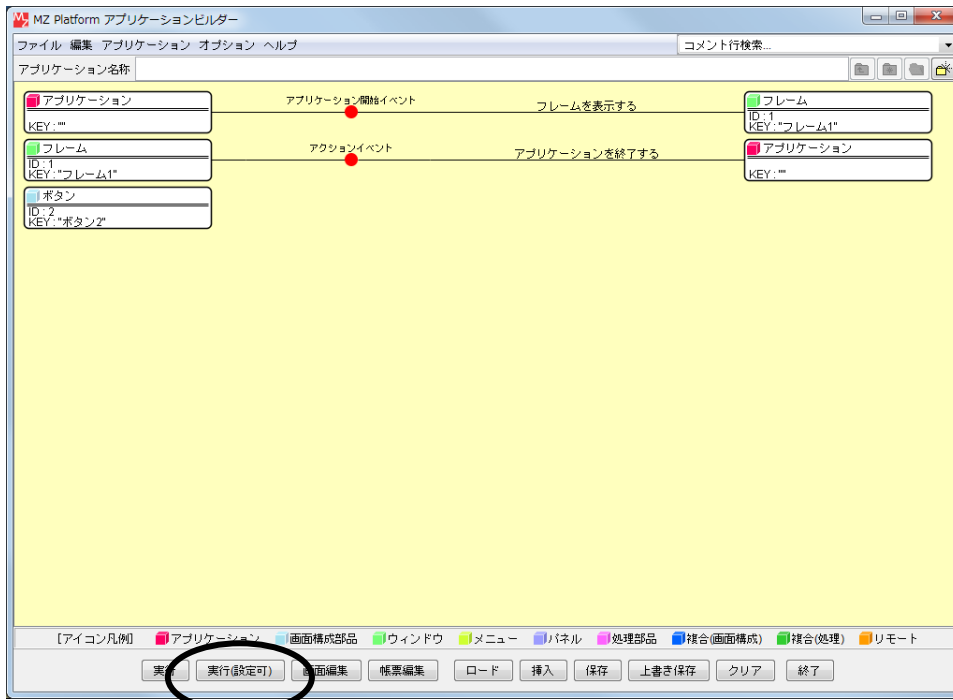 MZ Platform アプリケーションビルダー
ファイル 編集 アプリケーション オプション ヘルプ コメント行検索...
アプリケーション名称
アプリケーション アプリケーション開始イベント フレームを表示する フレーム
KEY:"" ID:1
KEY:"フレーム1"
フレーム アクションイベント アプリケーションを終了する アプリケーション
ID:1
KEY:"フレーム1" KEY:""
ボタン
ID:2
KEY:"ボタン2"
[アイコン凡例] アプリケーション 画面構成部品 ウィンドウ メニュー パネル 処理部品 複合(画面構成) 複合(処理) リモート
実行 実行(設定可) 画面編集 帳票編集 ロード 挿入 保存 上書き保存 クリア 終了